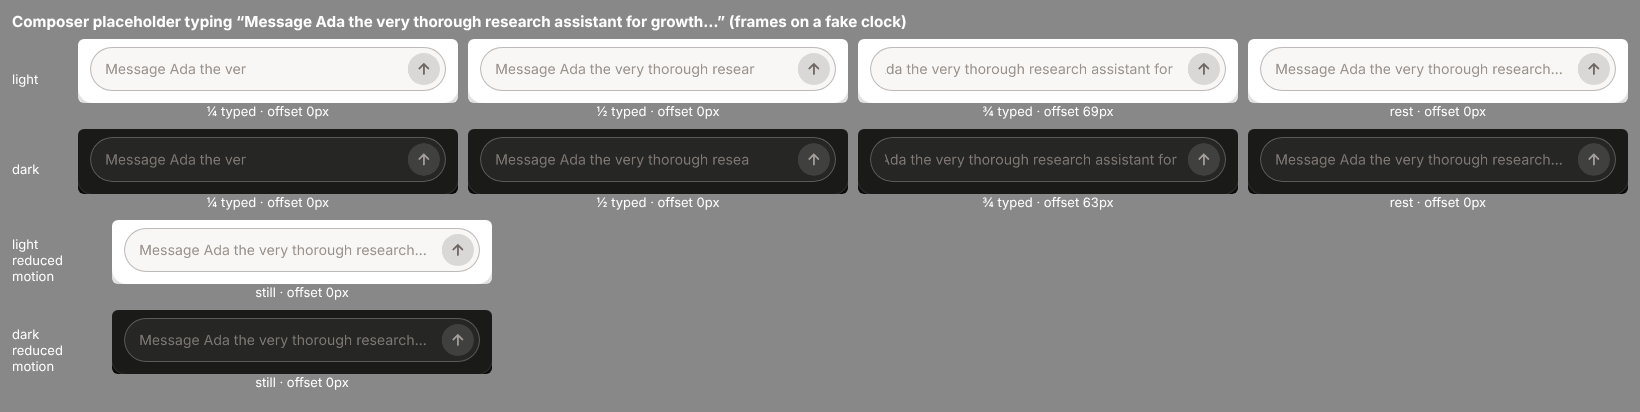 Composer placeholder typing “Message Ada the very thorough research assistant for growth…” (frames on a fake clock)
light
Message Ada the ver
Message Ada the very thorough resear
da the very thorough research assistant for
Message Ada the very thorough research…
¼ typed · offset 0px
½ typed · offset 0px
¾ typed · offset 69px
rest · offset 0px
dark
Message Ada the ver
Message Ada the very thorough resea
da the very thorough research assistant for
Message Ada the very thorough research…
¼ typed · offset 0px
½ typed · offset 0px
¾ typed · offset 63px
rest · offset 0px
light
reduced
motion
Message Ada the very thorough research…
still · offset 0px
dark
reduced
motion
Message Ada the very thorough research…
still · offset 0px